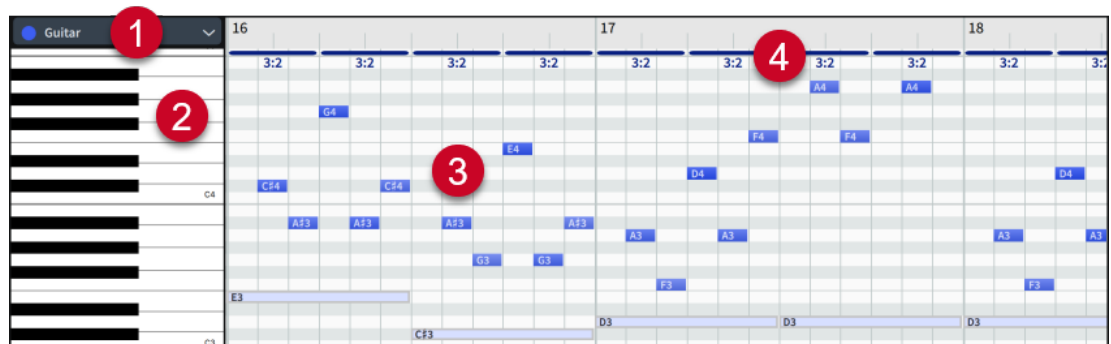 Guitar 1 16 17 18
3:2 3:2 3:2 3:2 3:2 3:2 4 3:2 3:2 3:2 3:2
A4 A4
2 G4
F4 F4
E4
3 D4 D4
C4 C#4 C#4
A#3 A#3 A#3 A#3
A3 A3 A3 A3
G3 G3
F3 F3
E3
D3 D3 D3
C3 C#3